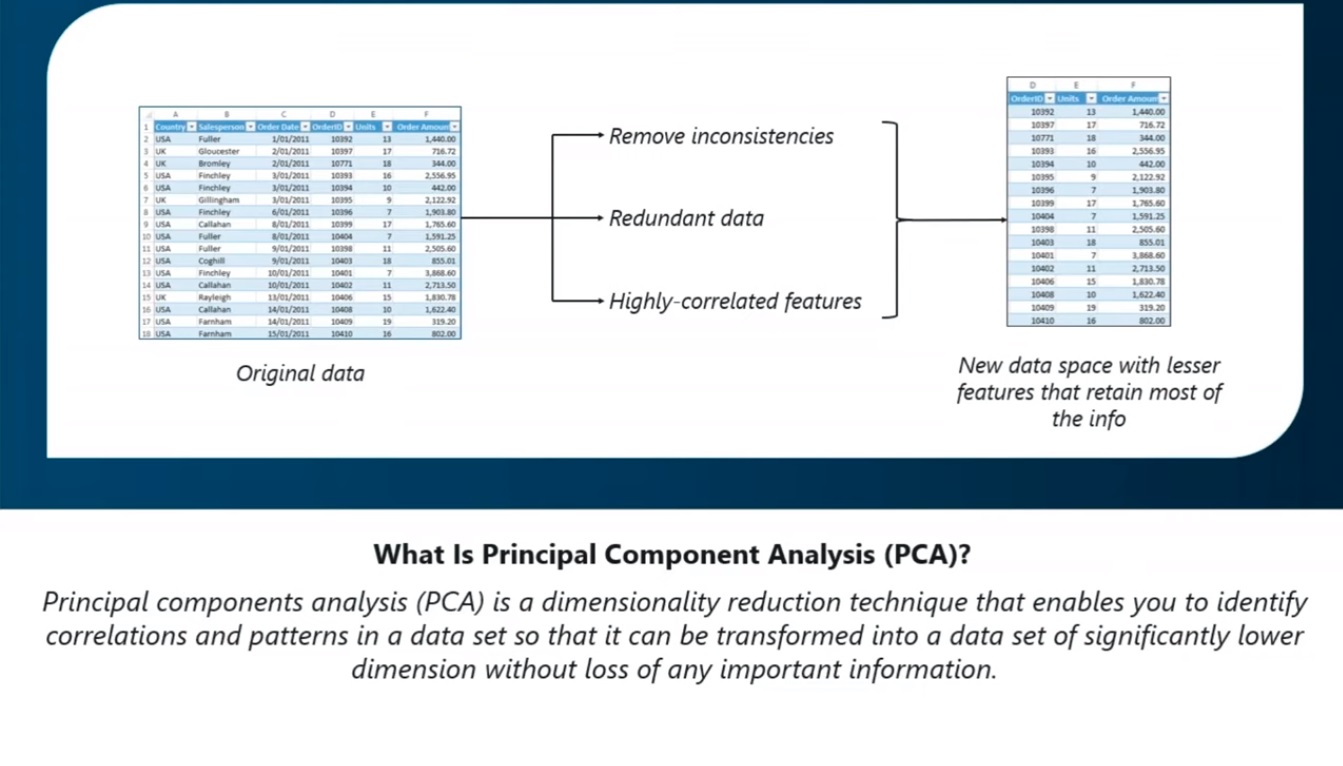 A B C D E F
1 Country Salesperson Order Date OrderID Units Order Amoun
2 USA Fuller 1/01/2011 10392 13 1,440.00
3 UK Gloucester 2/01/2011 10397 17 716.72
4 UK Bromley 2/01/2011 10771 18 344.00
5 USA Finchley 3/01/2011 10393 16 2,556.95
6 USA Finchley 3/01/2011 10394 10 442.00
7 UK Gillingham 3/01/2011 10395 9 2,122.92
8 USA Finchley 6/01/2011 10396 7 1,903.80
9 USA Callahan 8/01/2011 10399 17 1,765.60
10 USA Fuller 8/01/2011 10404 7 1,591.25
11 USA Fuller 9/01/2011 10398 11 2,505.60
12 USA Coghill 9/01/2011 10403 18 855.01
13 USA Finchley 10/01/2011 10401 7 3,868.60
14 USA Callahan 10/01/2011 10402 11 2,713.50
15 UK Rayleigh 13/01/2011 10406 15 1,830.78
16 USA Callahan 14/01/2011 10408 10 1,622.40
17 USA Farnham 14/01/2011 10409 19 319.20
18 USA Farnham 15/01/2011 10410 16 802.00
Original data
Remove inconsistencies
Redundant data
Highly-correlated features
D E F
OrderID Units Order Amoun
10392 13 1,440.00
10397 17 716.72
10771 18 344.00
10393 16 2,556.95
10394 10 442.00
10395 9 2,122.92
10396 7 1,903.80
10399 17 1,765.60
10404 7 1,591.25
10398 11 2,505.60
10403 18 855.01
10401 7 3,868.60
10402 11 2,713.50
10406 15 1,830.78
10408 10 1,622.40
10409 19 319.20
10410 16 802.00
New data space with lesser
features that retain most of
the info
What Is Principal Component Analysis (PCA)?
Principal components analysis (PCA) is a dimensionality reduction technique that enables you to identify
correlations and patterns in a data set so that it can be transformed into a data set of significantly lower
dimension without loss of any important information.